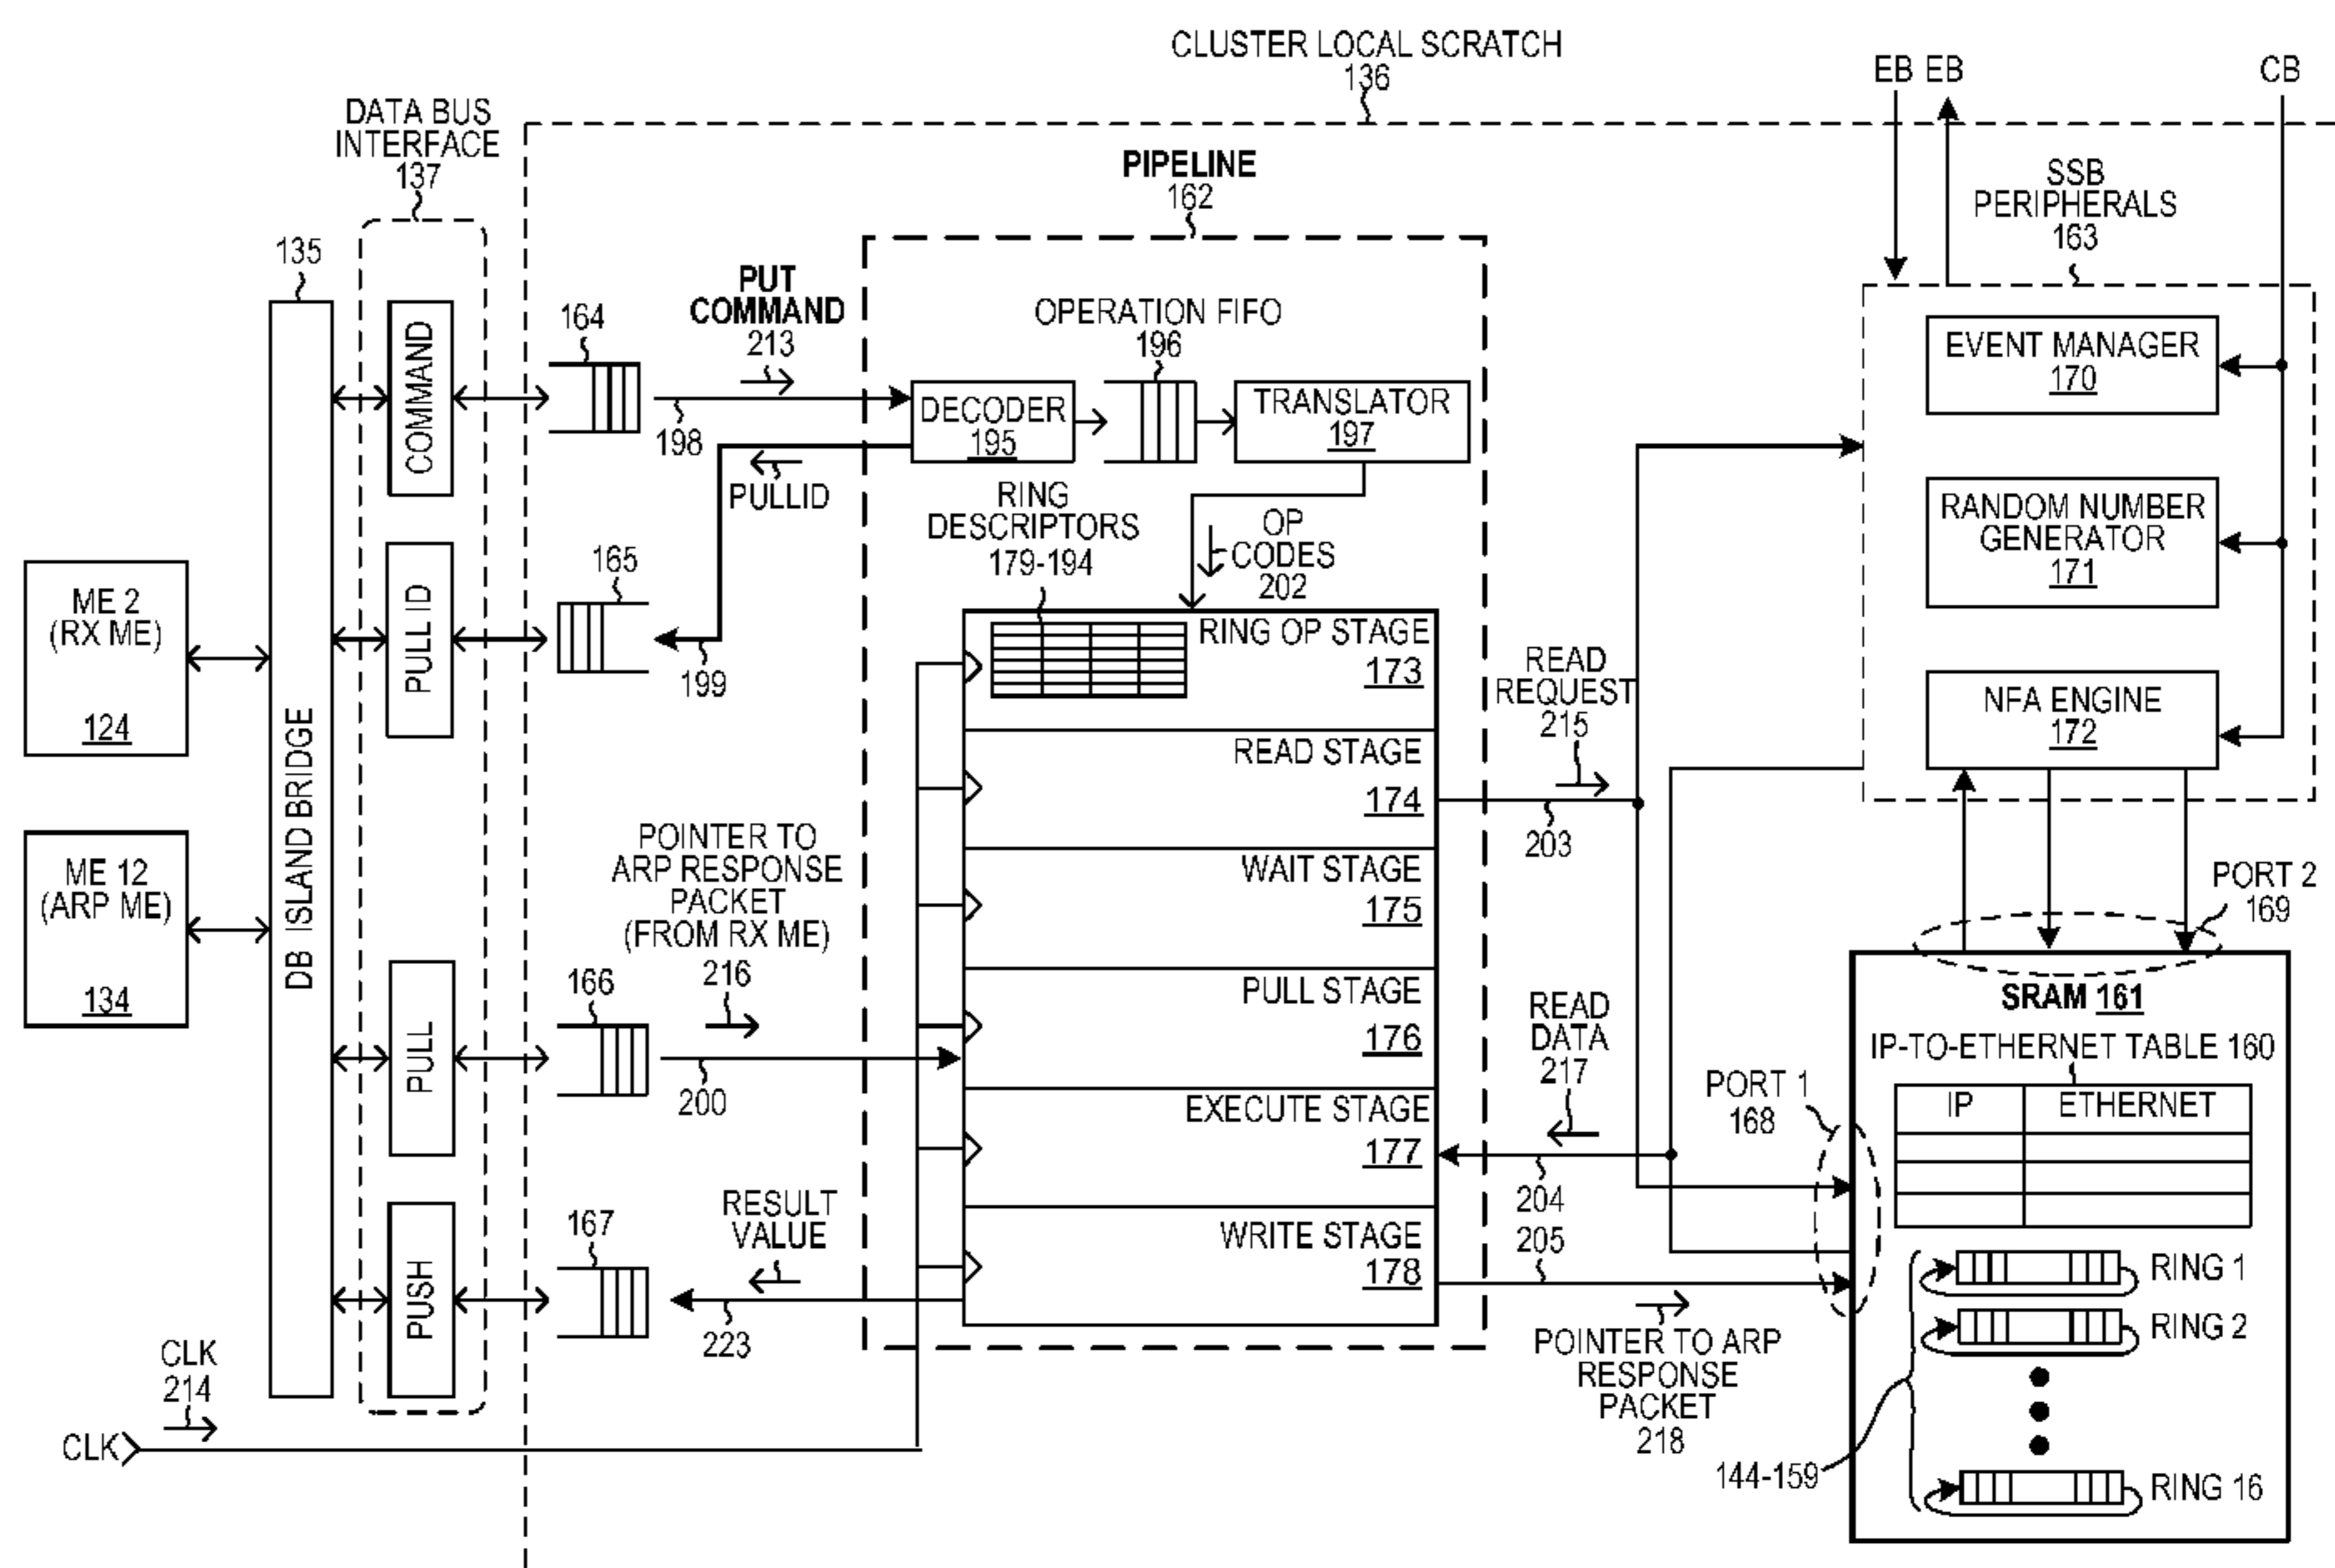 CLUSTER LOCAL SCRATCH
136
EB EB
CB
DATA BUS
INTERFACE
137
PIPELINE
162
SSB
PERIPHERALS
163
135
PUT
COMMAND
213
164
OPERATION FIFO
196
COMMAND
198
DECODER
195
TRANSLATOR
197
EVENT MANAGER
170
PULLID
RING
DESCRIPTORS
179-194
OP
CODES
202
RANDOM NUMBER
GENERATOR
171
165
PULL ID
199
ME 2
(RX ME)
124
RING OP STAGE
173
READ
REQUEST
215
NFA ENGINE
172
DB ISLAND BRIDGE
READ STAGE
174
203
POINTER TO
ARP RESPONSE
PACKET
(FROM RX ME)
216
ME 12
(ARP ME)
134
WAIT STAGE
175
PORT 2
169
166
PULL
200
PULL STAGE
176
READ
DATA
217
SRAM 161
IP-TO-ETHERNET TABLE 160
IP
ETHERNET
PORT 1
168
EXECUTE STAGE
177
204
205
167
RESULT
VALUE
PUSH
223
WRITE STAGE
178
RING 1
RING 2
POINTER TO ARP
RESPONSE
PACKET
218
CLK
214
CLK
144-159
RING 16